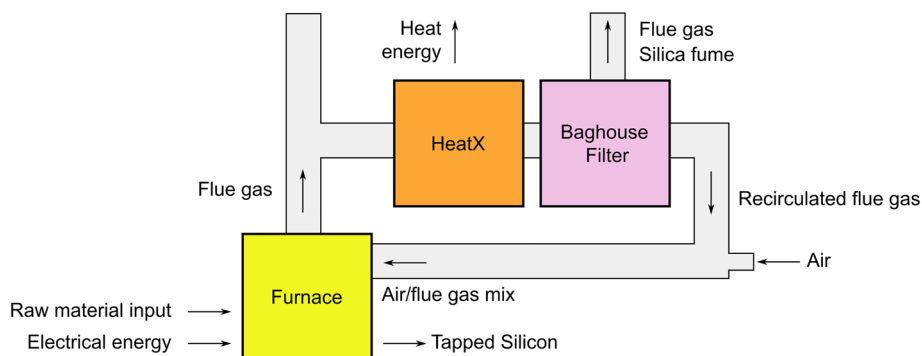 Heat
energy
Flue gas
Silica fume
HeatX
Baghouse
Filter
Flue gas
Recirculated flue gas
Air
Furnace
Air/flue gas mix
Raw material input
Electrical energy
Tapped Silicon